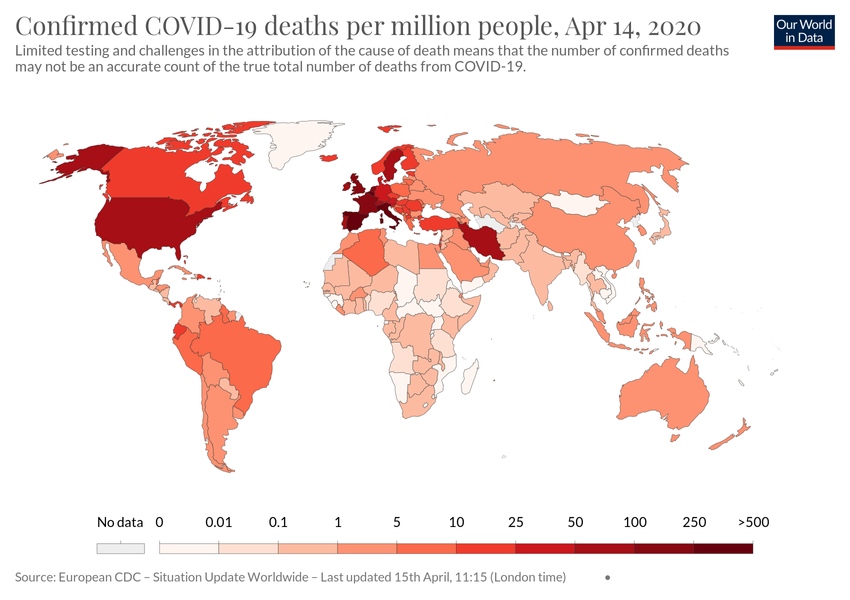 Confirmed COVID-19 deaths per million people, Apr 14, 2020
Our World
in Data
Limited testing and challenges in the attribution of the cause of death means that the number of confirmed deaths
may not be an accurate count of the true total number of deaths from COVID-19.
No data 0 0.01 0.1 1 5 10 25 50 100 250 >500
Source: European CDC – Situation Update Worldwide – Last updated 15th April, 11:15 (London time) •